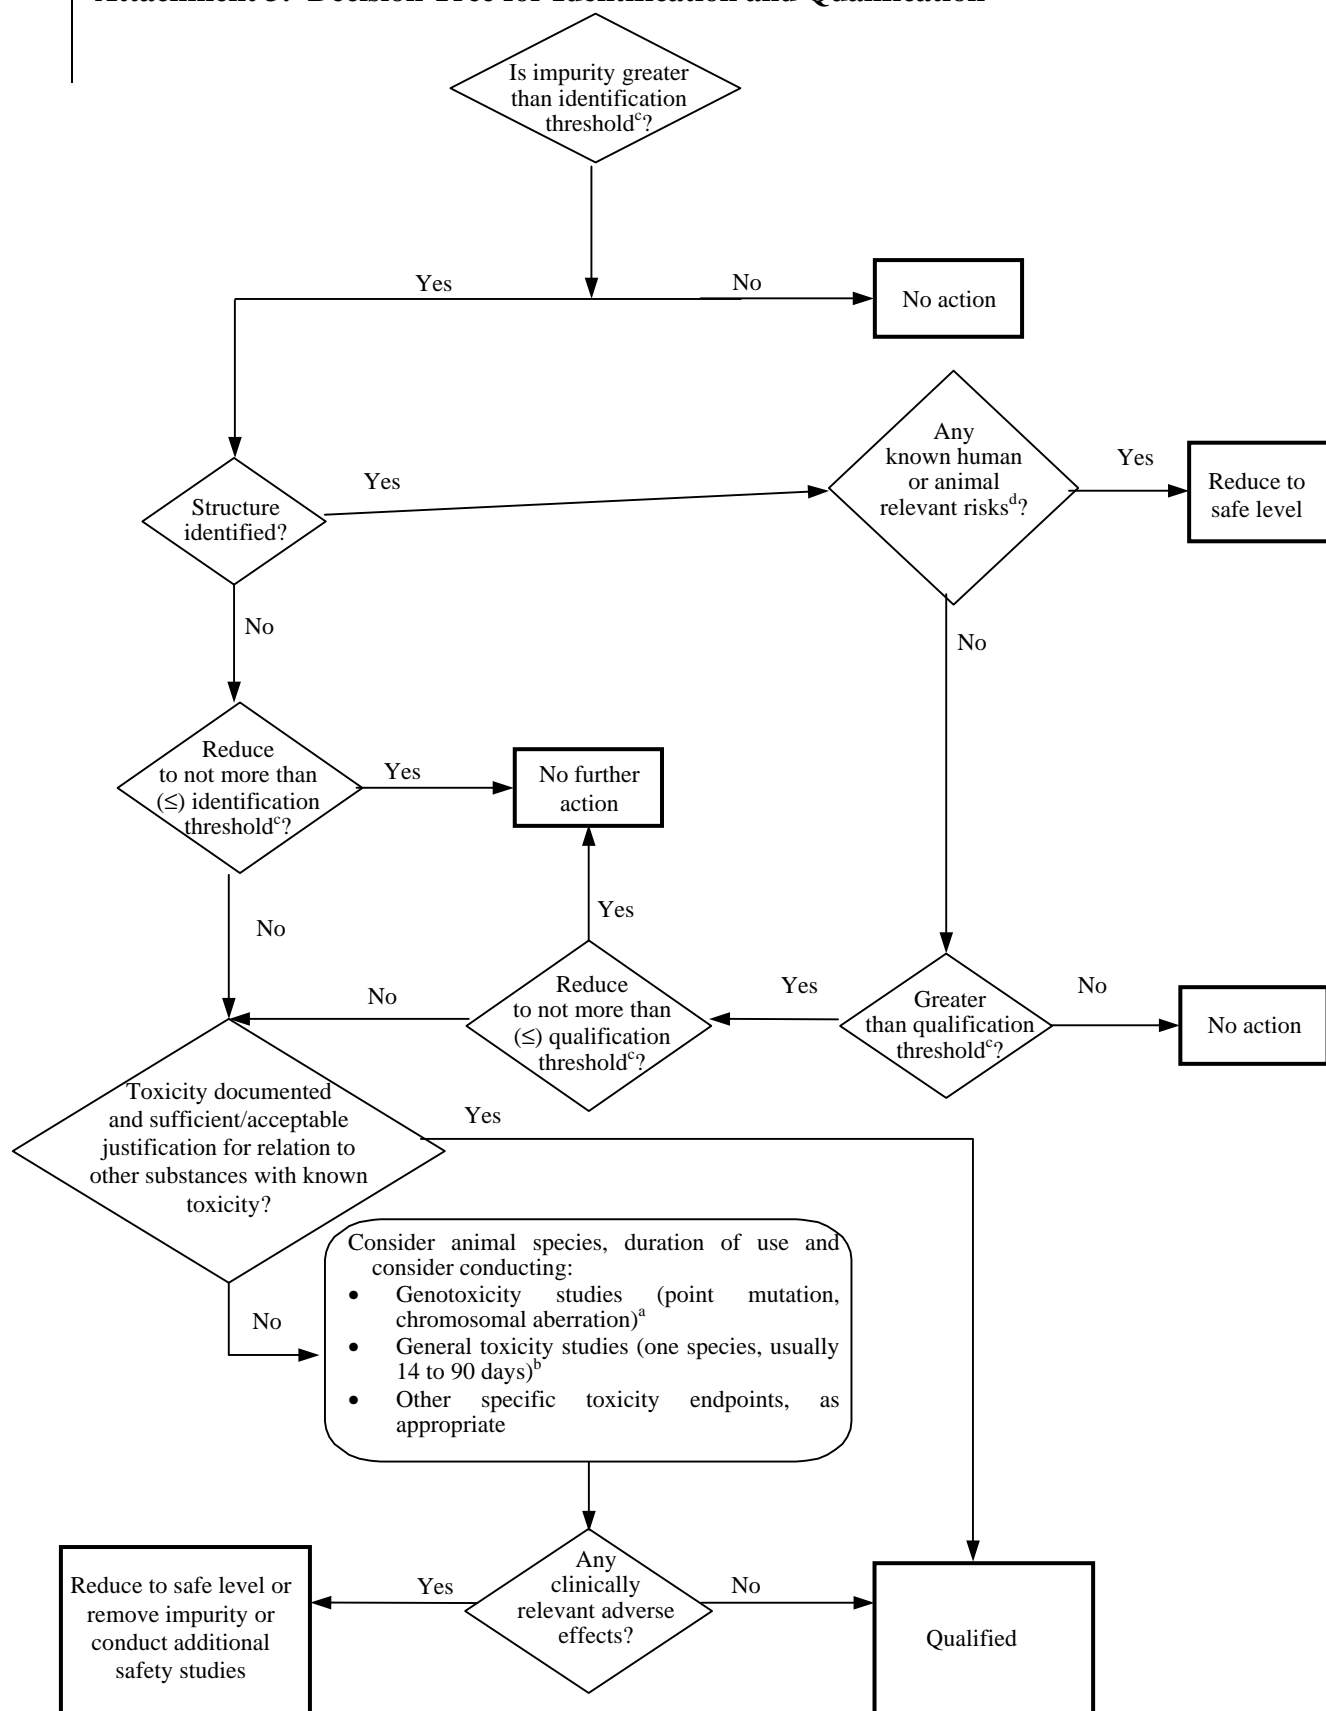 Attachment 3: Decision Tree for Identification and Qualification
Is impurity greater
than identification
thresholdᶜ?
Yes
No
No action
Any
known human
or animal
relevant risksᵈ?
Yes
Reduce to
safe level
Structure
identified?
Yes
No
No
Reduce
to not more than
(≤) identification
thresholdᶜ?
Yes
No further
action
No
Yes
Reduce
to not more than
(≤) qualification
thresholdᶜ?
No
Yes
Greater
than qualification
thresholdᶜ?
No
No action
Toxicity documented
and sufficient/acceptable
justification for relation to
other substances with known
toxicity?
Yes
No
Consider animal species, duration of use and
consider conducting:
• Genotoxicity studies (point mutation,
chromosomal aberration)ᵃ
• General toxicity studies (one species, usually
14 to 90 days)ᵇ
• Other specific toxicity endpoints, as
appropriate
Any
clinically
relevant adverse
effects?
Yes
No
Reduce to safe level or
remove impurity or
conduct additional
safety studies
Qualified